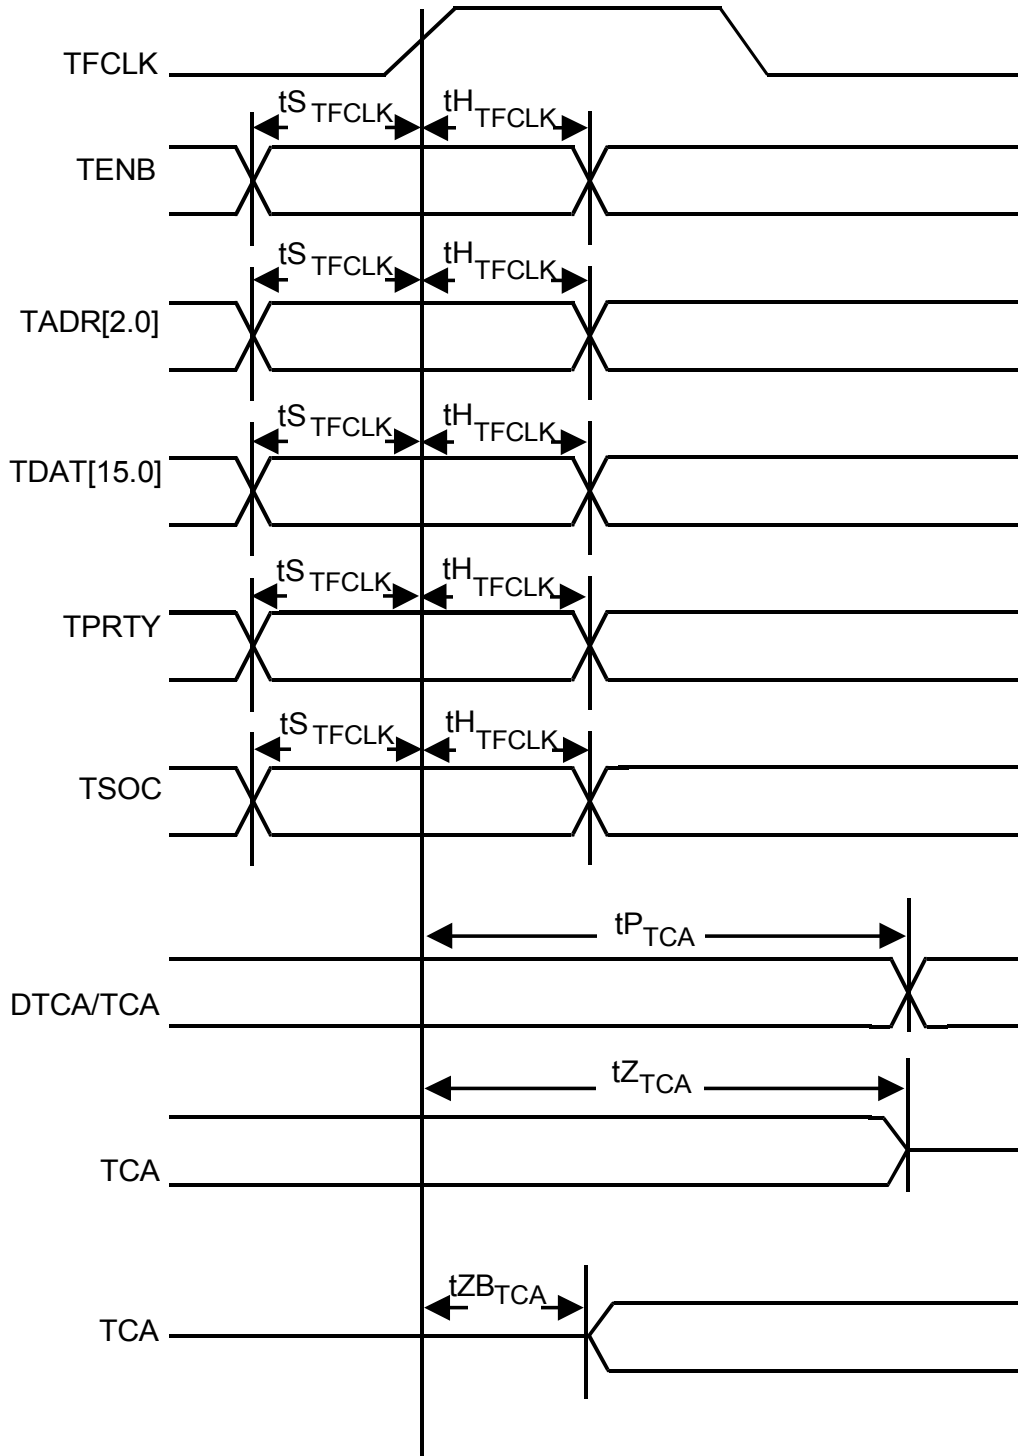 TFCLK
tS TFCLK tH TFCLK
TENB
tS TFCLK tH TFCLK
TADR[2.0]
tS TFCLK tH TFCLK
TDAT[15.0]
tS TFCLK tH TFCLK
TPRTY
tS TFCLK tH TFCLK
TSOC
tP TCA
DTCA/TCA
tZ TCA
TCA
tZB TCA
TCA